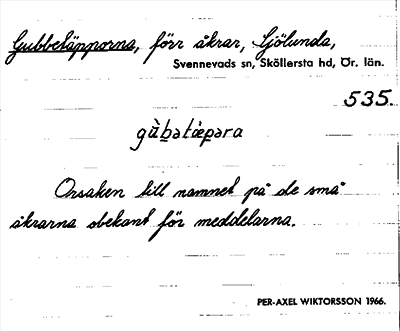 Gubbetäpporna, förr åkrar, Sjölunda,
Svennevads sn, Sköllersta hd, Ör. län.
535.
gùbatæpara
Orsaken till namnet på de små
åkrarna obekant för meddelarna.
PER-AXEL WIKTORSSON 1966.